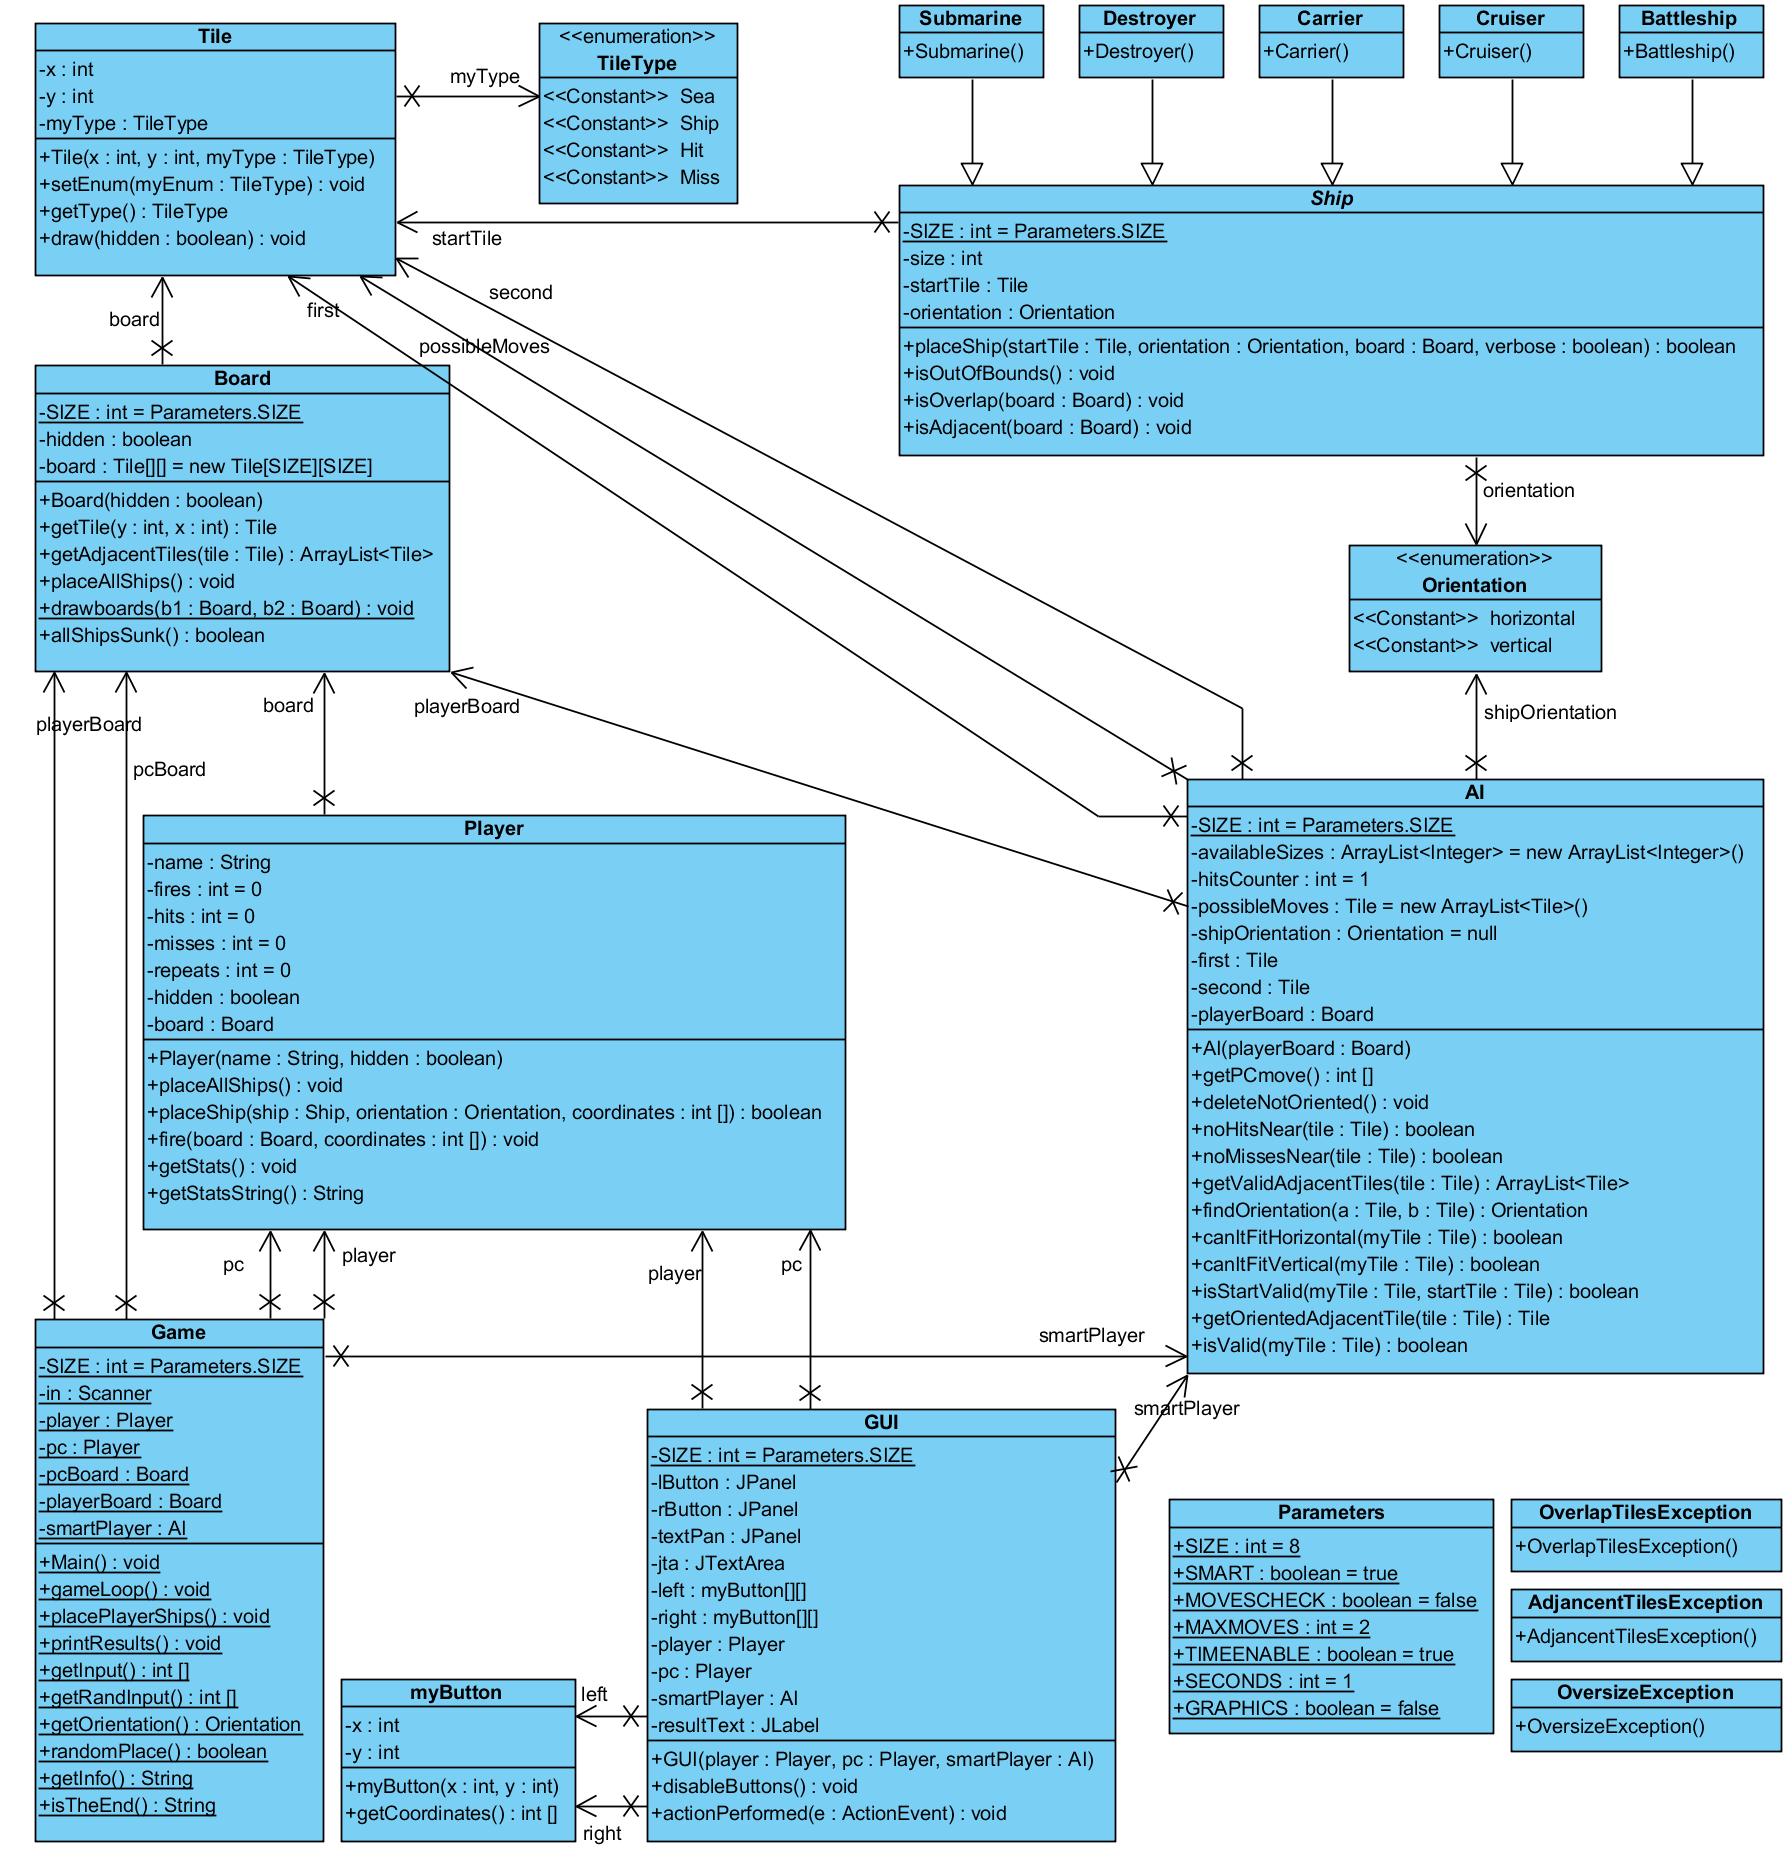 Tile
-x : int
-y : int
-myType : TileType
+Tile(x : int, y : int, myType : TileType)
+setEnum(myEnum : TileType) : void
+getType() : TileType
+draw(hidden : boolean) : void
myType
<<enumeration>>
TileType
<<Constant>> Sea
<<Constant>> Ship
<<Constant>> Hit
<<Constant>> Miss
Submarine
+Submarine()
Destroyer
+Destroyer()
Carrier
+Carrier()
Cruiser
+Cruiser()
Battleship
+Battleship()
Ship
-SIZE : int = Parameters.SIZE
-size : int
-startTile : Tile
-orientation : Orientation
+placeShip(startTile : Tile, orientation : Orientation, board : Board, verbose : boolean) : boolean
+isOutOfBounds() : void
+isOverlap(board : Board) : void
+isAdjacent(board : Board) : void
startTile
second
first
possibleMoves
board
orientation
Board
-SIZE : int = Parameters.SIZE
-hidden : boolean
-board : Tile[][] = new Tile[SIZE][SIZE]
+Board(hidden : boolean)
+getTile(y : int, x : int) : Tile
+getAdjacentTiles(tile : Tile) : ArrayList<Tile>
+placeAllShips() : void
+drawboards(b1 : Board, b2 : Board) : void
+allShipsSunk() : boolean
<<enumeration>>
Orientation
<<Constant>> horizontal
<<Constant>> vertical
playerBoard
pcBoard
board
playerBoard
shipOrientation
Player
-name : String
-fires : int = 0
-hits : int = 0
-misses : int = 0
-repeats : int = 0
-hidden : boolean
-board : Board
+Player(name : String, hidden : boolean)
+placeAllShips() : void
+placeShip(ship : Ship, orientation : Orientation, coordinates : int []) : boolean
+fire(board : Board, coordinates : int []) : void
+getStats() : void
+getStatsString() : String
AI
-SIZE : int = Parameters.SIZE
-availableSizes : ArrayList<Integer> = new ArrayList<Integer>()
-hitsCounter : int = 1
-possibleMoves : Tile = new ArrayList<Tile>()
-shipOrientation : Orientation = null
-first : Tile
-second : Tile
-playerBoard : Board
+AI(playerBoard : Board)
+getPCmove() : int []
+deleteNotOriented() : void
+noHitsNear(tile : Tile) : boolean
+noMissesNear(tile : Tile) : boolean
+getValidAdjacentTiles(tile : Tile) : ArrayList<Tile>
+findOrientation(a : Tile, b : Tile) : Orientation
+canItFitHorizontal(myTile : Tile) : boolean
+canItFitVertical(myTile : Tile) : boolean
+isStartValid(myTile : Tile, startTile : Tile) : boolean
+getOrientedAdjacentTile(tile : Tile) : Tile
+isValid(myTile : Tile) : boolean
pc
player
player
pc
smartPlayer
smartPlayer
Game
-SIZE : int = Parameters.SIZE
-in : Scanner
-player : Player
-pc : Player
-pcBoard : Board
-playerBoard : Board
-smartPlayer : AI
+Main() : void
+gameLoop() : void
+placePlayerShips() : void
+printResults() : void
+getInput() : int []
+getRandInput() : int []
+getOrientation() : Orientation
+randomPlace() : boolean
+getInfo() : String
+isTheEnd() : String
myButton
-x : int
-y : int
+myButton(x : int, y : int)
+getCoordinates() : int []
left
right
GUI
-SIZE : int = Parameters.SIZE
-lButton : JPanel
-rButton : JPanel
-textPan : JPanel
-jta : JTextArea
-left : myButton[][]
-right : myButton[][]
-player : Player
-pc : Player
-smartPlayer : AI
-resultText : JLabel
+GUI(player : Player, pc : Player, smartPlayer : AI)
+disableButtons() : void
+actionPerformed(e : ActionEvent) : void
Parameters
+SIZE : int = 8
+SMART : boolean = true
+MOVESCHECK : boolean = false
+MAXMOVES : int = 2
+TIMEENABLE : boolean = true
+SECONDS : int = 1
+GRAPHICS : boolean = false
OverlapTilesException
+OverlapTilesException()
AdjancentTilesException
+AdjancentTilesException()
OversizeException
+OversizeException()